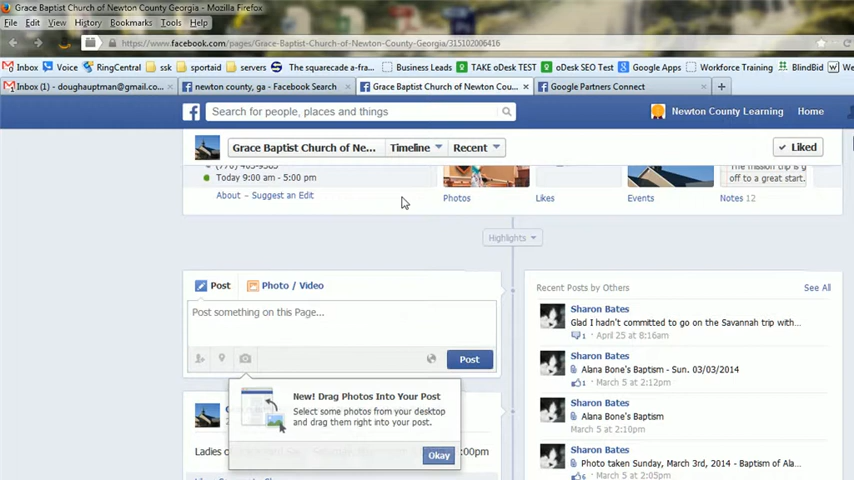 Grace Baptist Church of Newton County Georgia - Mozilla Firefox
File Edit View History Bookmarks Tools Help
https://www.facebook.com/pages/Grace-Baptist-Church-of-Newton-County-Georgia/315102006416
Inbox Voice RingCentral ssk sportaid servers Business Leads TAKE oDesk TEST oDesk SEO Test Google Apps Workforce Training BlindBid
Inbox (1) - doughauptman@gmail.co... newton county, ga - Facebook Search Grace Baptist Church of Newton Cou... Google Partners Connect
Search for people, places and things
Newton County Learning Home
Grace Baptist Church of Ne... Timeline Recent Liked
Today 9:00 am - 5:00 pm
The mission trip is g
off to a great start.
About – Suggest an Edit
Photos Likes Events Notes 12
Highlights
Post Photo / Video
Post something on this Page...
Post
New! Drag Photos Into Your Post
Select some photos from your desktop
and drag them right into your post.
Okay
Ladies
:00pm
Recent Posts by Others See All
Sharon Bates
Glad I hadn't committed to go on the Savannah trip with...
1 · April 25 at 8:16am
Sharon Bates
Alana Bone's Baptism - Sun. 03/03/2014
1 · March 5 at 2:12pm
Sharon Bates
Alana Bone's Baptism
March 5 at 2:10pm
Sharon Bates
Photo taken Sunday, March 3rd, 2014 - Baptism of Ala...
6 · March 5 at 2:05pm